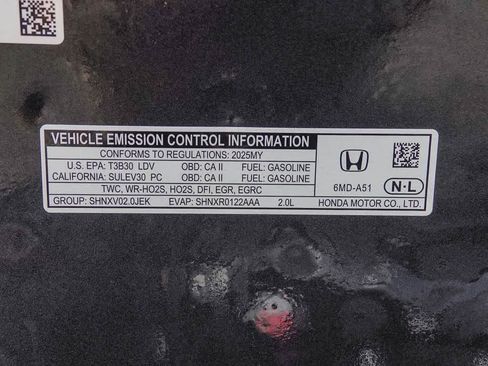 VEHICLE EMISSION CONTROL INFORMATION
CONFORMS TO REGULATIONS: 2025MY
U.S. EPA: T3B30 LDV OBD: CA II FUEL: GASOLINE
CALIFORNIA: SULEV30 PC OBD: CA II FUEL: GASOLINE
TWC, WR-HO2S, HO2S, DFI, EGR, EGRC
GROUP: SHNXV02.0JEK EVAP: SHNXR0122AAA 2.0L
6MD-A51 N·L
HONDA MOTOR CO., LTD.